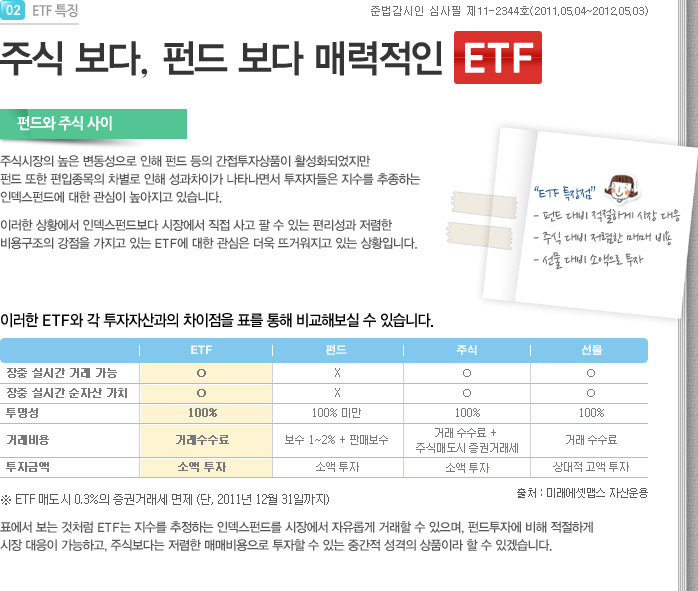 02 ETF 특징
준법감시인 심사필 제11-2344호(2011.05.04~2012.05.03)
주식 보다, 펀드 보다 매력적인 ETF
펀드와 주식 사이
주식시장의 높은 변동성으로 인해 펀드 등의 간접투자상품이 활성화되었지만
펀드 또한 편입종목의 차별로 인해 성과차이가 나타나면서 투자자들은 지수를 추종하는
인덱스펀드에 대한 관심이 높아지고 있습니다.
이러한 상황에서 인덱스펀드보다 시장에서 직접 사고 팔 수 있는 편리성과 저렴한
비용구조의 강점을 가지고 있는 ETF에 대한 관심은 더욱 뜨거워지고 있는 상황입니다.
"ETF 특장점"
- 펀드 대비 적절하게 시장 대응
- 주식 대비 저렴한 매매 비용
- 선물 대비 소액으로 투자
이러한 ETF와 각 투자자산과의 차이점을 표를 통해 비교해보실 수 있습니다.
ETF 펀드 주식 선물
장중 실시간 거래 가능 O X O O
장중 실시간 순자산 가치 O X O O
투명성 100% 100% 미만 100% 100%
거래비용 거래수수료 보수 1~2% + 판매보수 거래 수수료 + 거래 수수료
주식매도시 증권거래세
투자금액 소액 투자 소액 투자 소액 투자 상대적 고액 투자
※ ETF 매도시 0.3%의 증권거래세 면제 (단, 2011년 12월 31일까지)
출처 : 미래에셋맵스 자산운용
표에서 보는 것처럼 ETF는 지수를 추정하는 인덱스펀드를 시장에서 자유롭게 거래할 수 있으며, 펀드투자에 비해 적절하게
시장 대응이 가능하고, 주식보다는 저렴한 매매비용으로 투자할 수 있는 중간적 성격의 상품이라 할 수 있겠습니다.